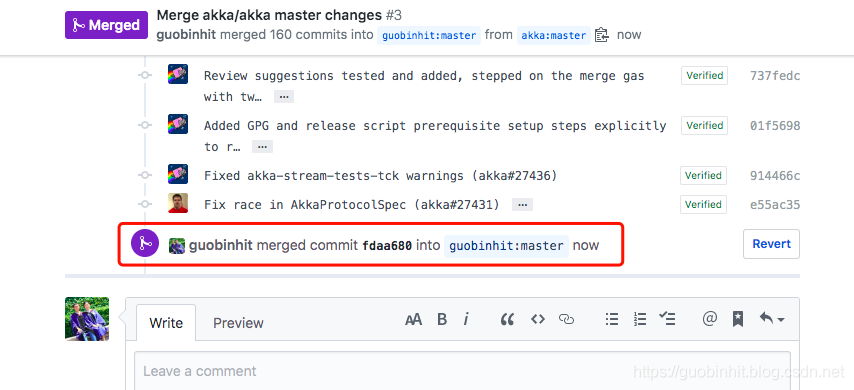 Merged
Merge akka/akka master changes #3
guobinhit merged 160 commits into guobinhit:master from akka:master now
Review suggestions tested and added, stepped on the merge gas with tw… ... Verified 737fedc
Added GPG and release script prerequisite setup steps explicitly to r… ... Verified 01f5698
Fixed akka-stream-tests-tck warnings (akka#27436) Verified 914466c
Fix race in AkkaProtocolSpec (akka#27431) ... Verified e55ac35
guobinhit merged commit fdaa680 into guobinhit:master now Revert
Write Preview AA B i
Leave a comment
https://guobinhit.blog.csdn.net